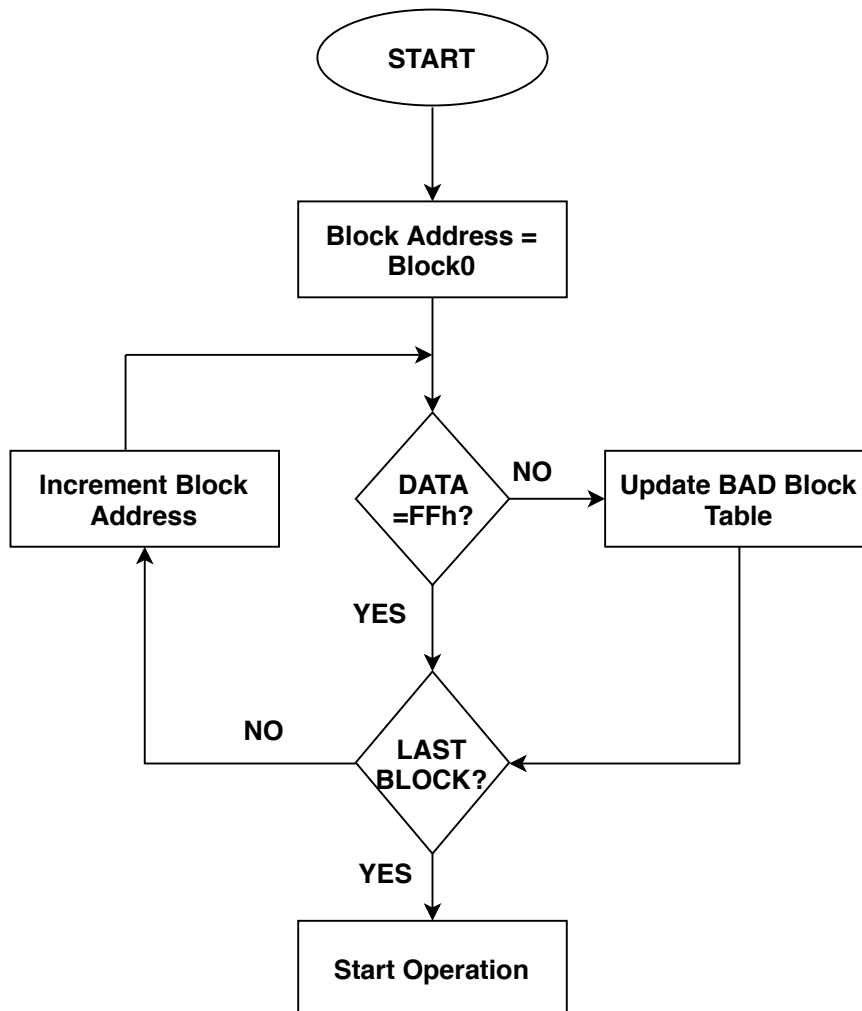 START
Block Address =
Block0
Increment Block
Address
DATA
=FFh?
NO
Update BAD Block
Table
YES
NO
LAST
BLOCK?
YES
Start Operation